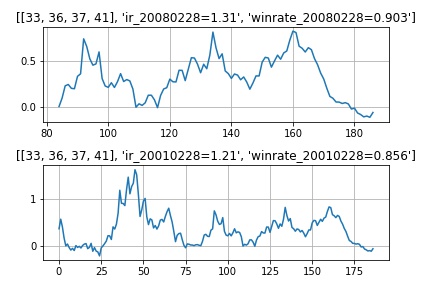 [[33, 36, 37, 41], 'ir_20080228=1.31', 'winrate_20080228=0.903']
0.5
0.0
80 100 120 140 160 180
[[33, 36, 37, 41], 'ir_20010228=1.21', 'winrate_20010228=0.856']
1
0
0 25 50 75 100 125 150 175